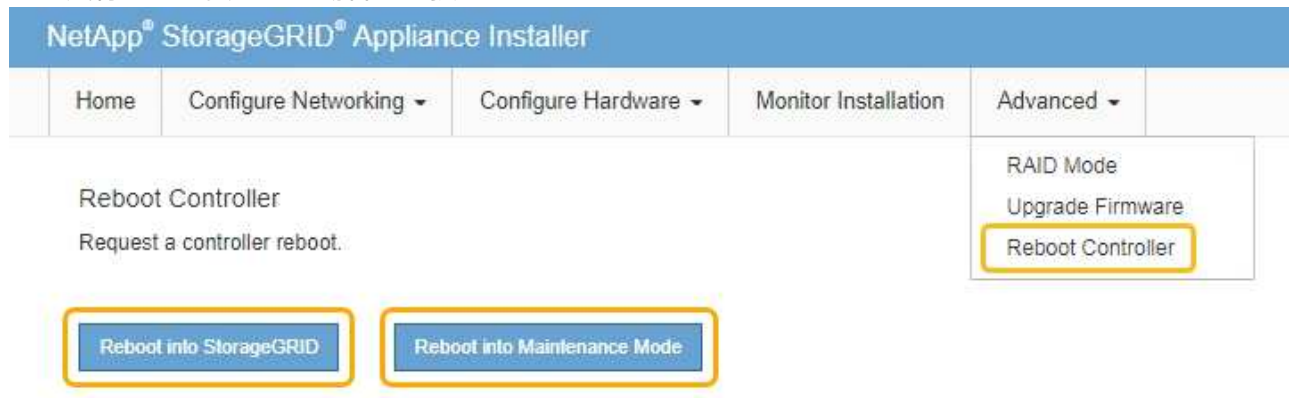 NetApp® StorageGRID® Appliance Installer
Home Configure Networking Configure Hardware Monitor Installation Advanced
RAID Mode
Upgrade Firmware
Reboot Controller
Reboot Controller
Request a controller reboot.
Reboot into StorageGRID Reboot into Maintenance Mode